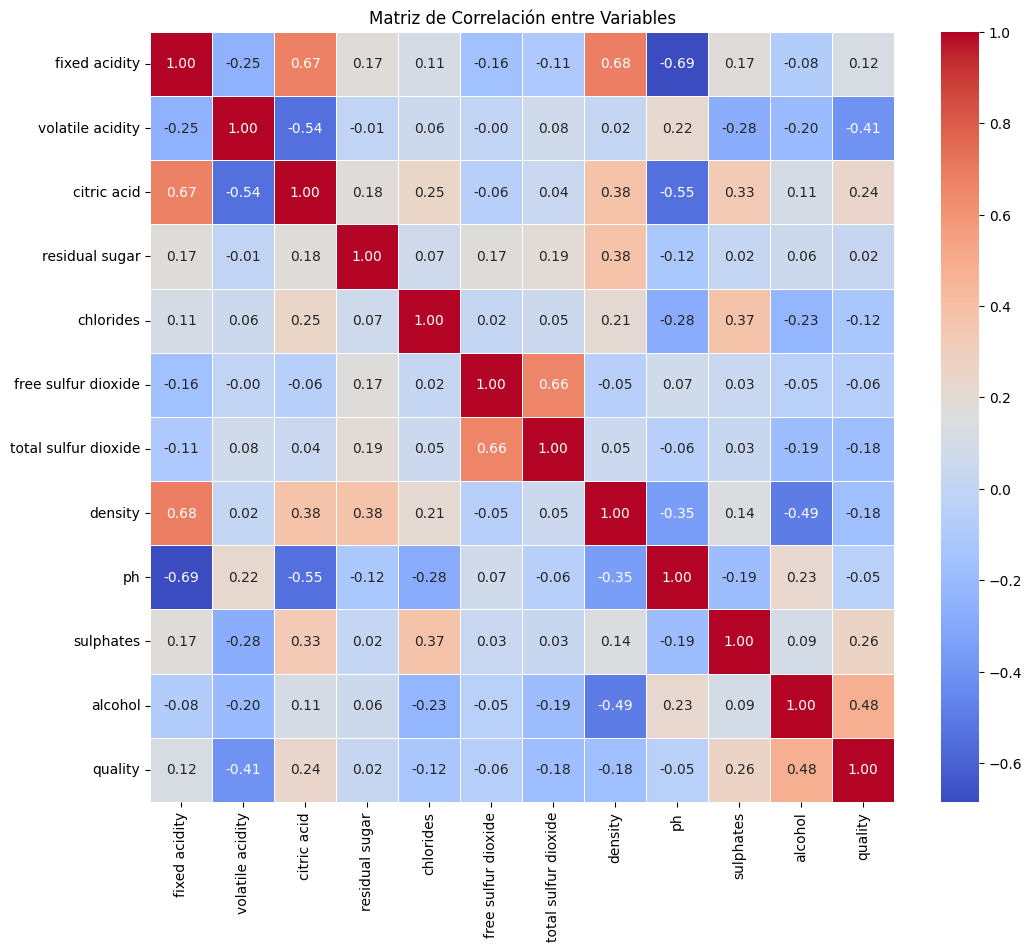 Matriz de Correlación entre Variables
fixed acidity 1.00 -0.25 0.67 0.17 0.11 -0.16 -0.11 0.68 -0.69 0.17 -0.08 0.12
volatile acidity -0.25 1.00 -0.54 -0.01 0.06 -0.00 0.08 0.02 0.22 -0.28 -0.20 -0.41
citric acid 0.67 -0.54 1.00 0.18 0.25 -0.06 0.04 0.38 -0.55 0.33 0.11 0.24
residual sugar 0.17 -0.01 0.18 1.00 0.07 0.17 0.19 0.38 -0.12 0.02 0.06 0.02
chlorides 0.11 0.06 0.25 0.07 1.00 0.02 0.05 0.21 -0.28 0.37 -0.23 -0.12
free sulfur dioxide -0.16 -0.00 -0.06 0.17 0.02 1.00 0.66 -0.05 0.07 0.03 -0.05 -0.06
total sulfur dioxide -0.11 0.08 0.04 0.19 0.05 0.66 1.00 0.05 -0.06 0.03 -0.19 -0.18
density 0.68 0.02 0.38 0.38 0.21 -0.05 0.05 1.00 -0.35 0.14 -0.49 -0.18
ph -0.69 0.22 -0.55 -0.12 -0.28 0.07 -0.06 -0.35 1.00 -0.19 0.23 -0.05
sulphates 0.17 -0.28 0.33 0.02 0.37 0.03 0.03 0.14 -0.19 1.00 0.09 0.26
alcohol -0.08 -0.20 0.11 0.06 -0.23 -0.05 -0.19 -0.49 0.23 0.09 1.00 0.48
quality 0.12 -0.41 0.24 0.02 -0.12 -0.06 -0.18 -0.18 -0.05 0.26 0.48 1.00
fixed acidity
volatile acidity
citric acid
residual sugar
chlorides
free sulfur dioxide
total sulfur dioxide
density
ph
sulphates
alcohol
quality
1.0
0.8
0.6
0.4
0.2
0.0
−0.2
−0.4
−0.6